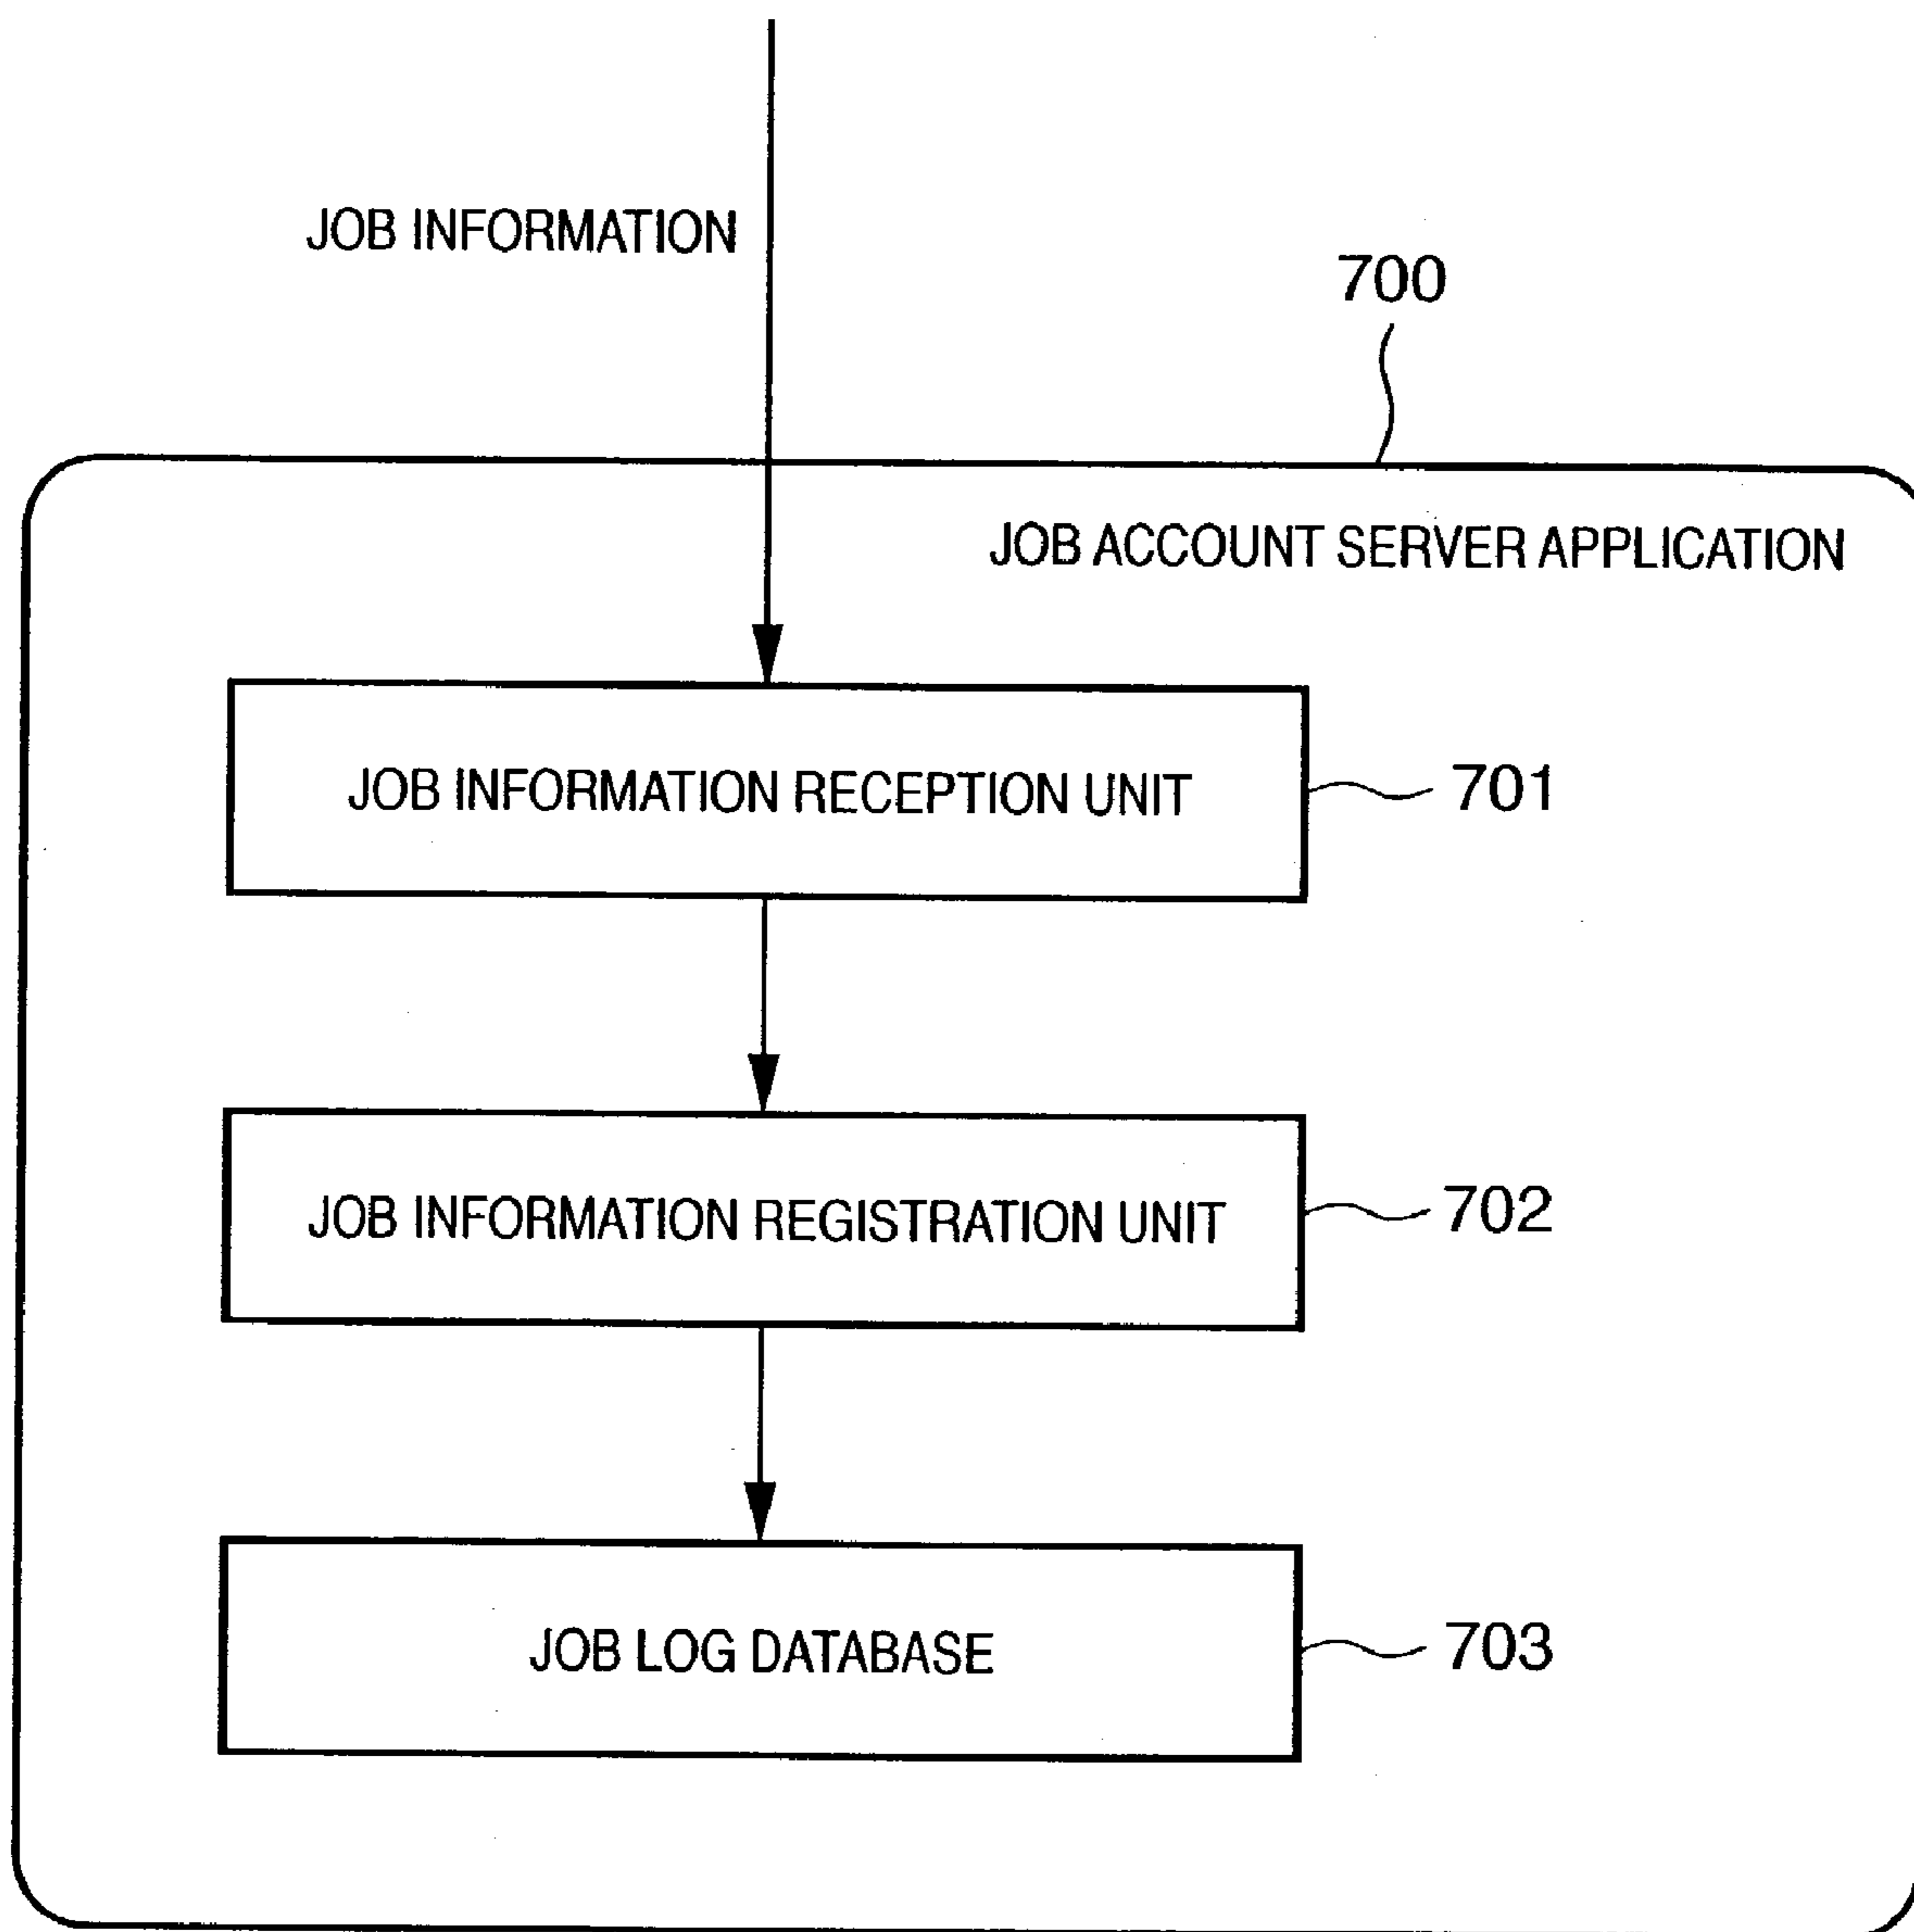 JOB INFORMATION
700
JOB ACCOUNT SERVER APPLICATION
JOB INFORMATION RECEPTION UNIT
701
JOB INFORMATION REGISTRATION UNIT
702
JOB LOG DATABASE
703